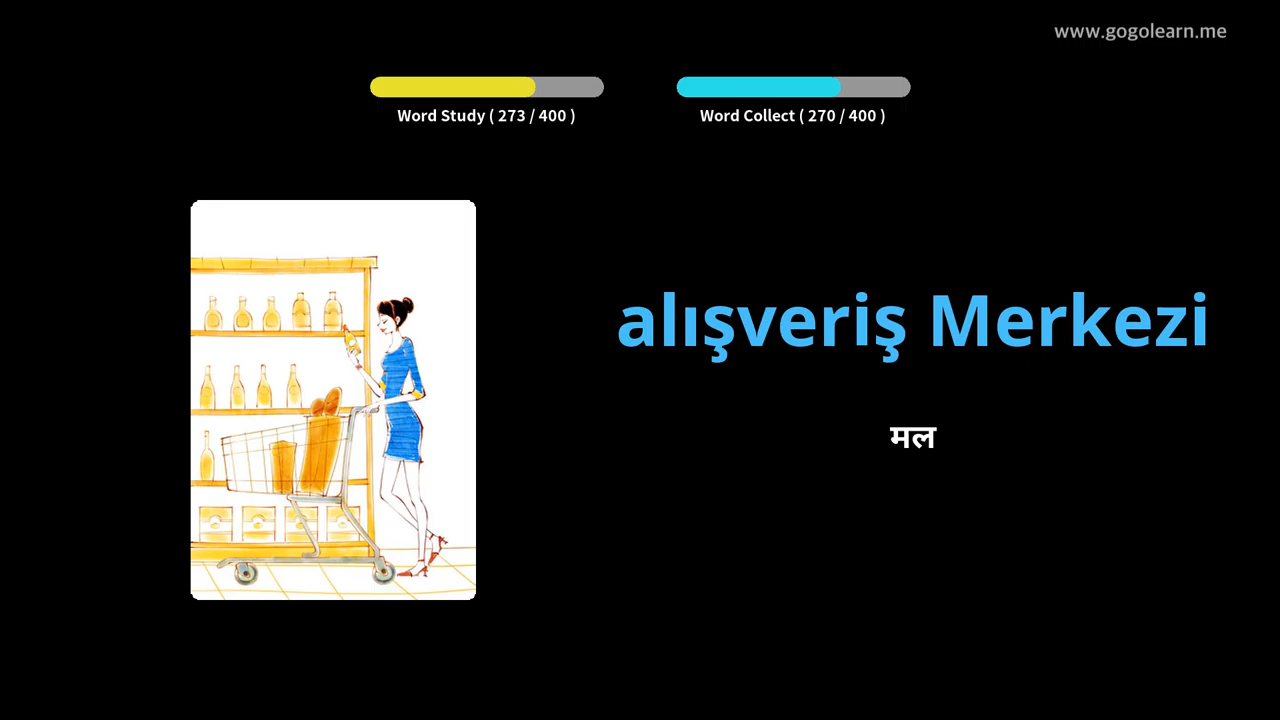 www.gogolearn.me
Word Study ( 273 / 400 )
Word Collect ( 270 / 400 )
alışveriş Merkezi
मल